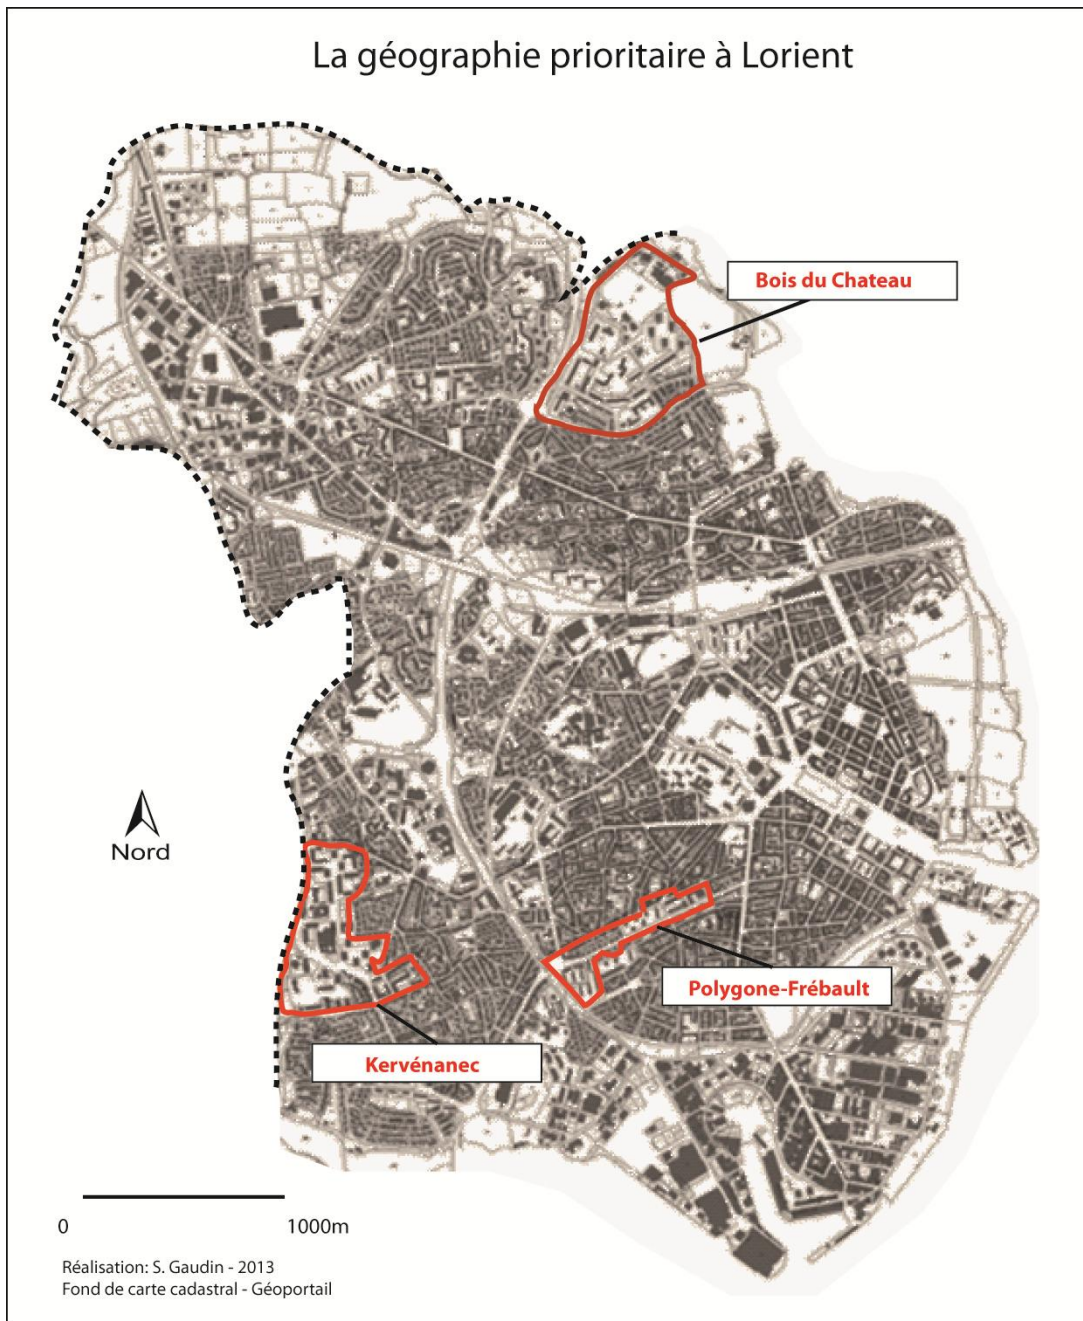 La géographie prioritaire à Lorient
Bois du Chateau
Nord
Polygone-Frébault
Kervénanec
0 1000m
Réalisation: S. Gaudin - 2013
Fond de carte cadastral - Géoportail